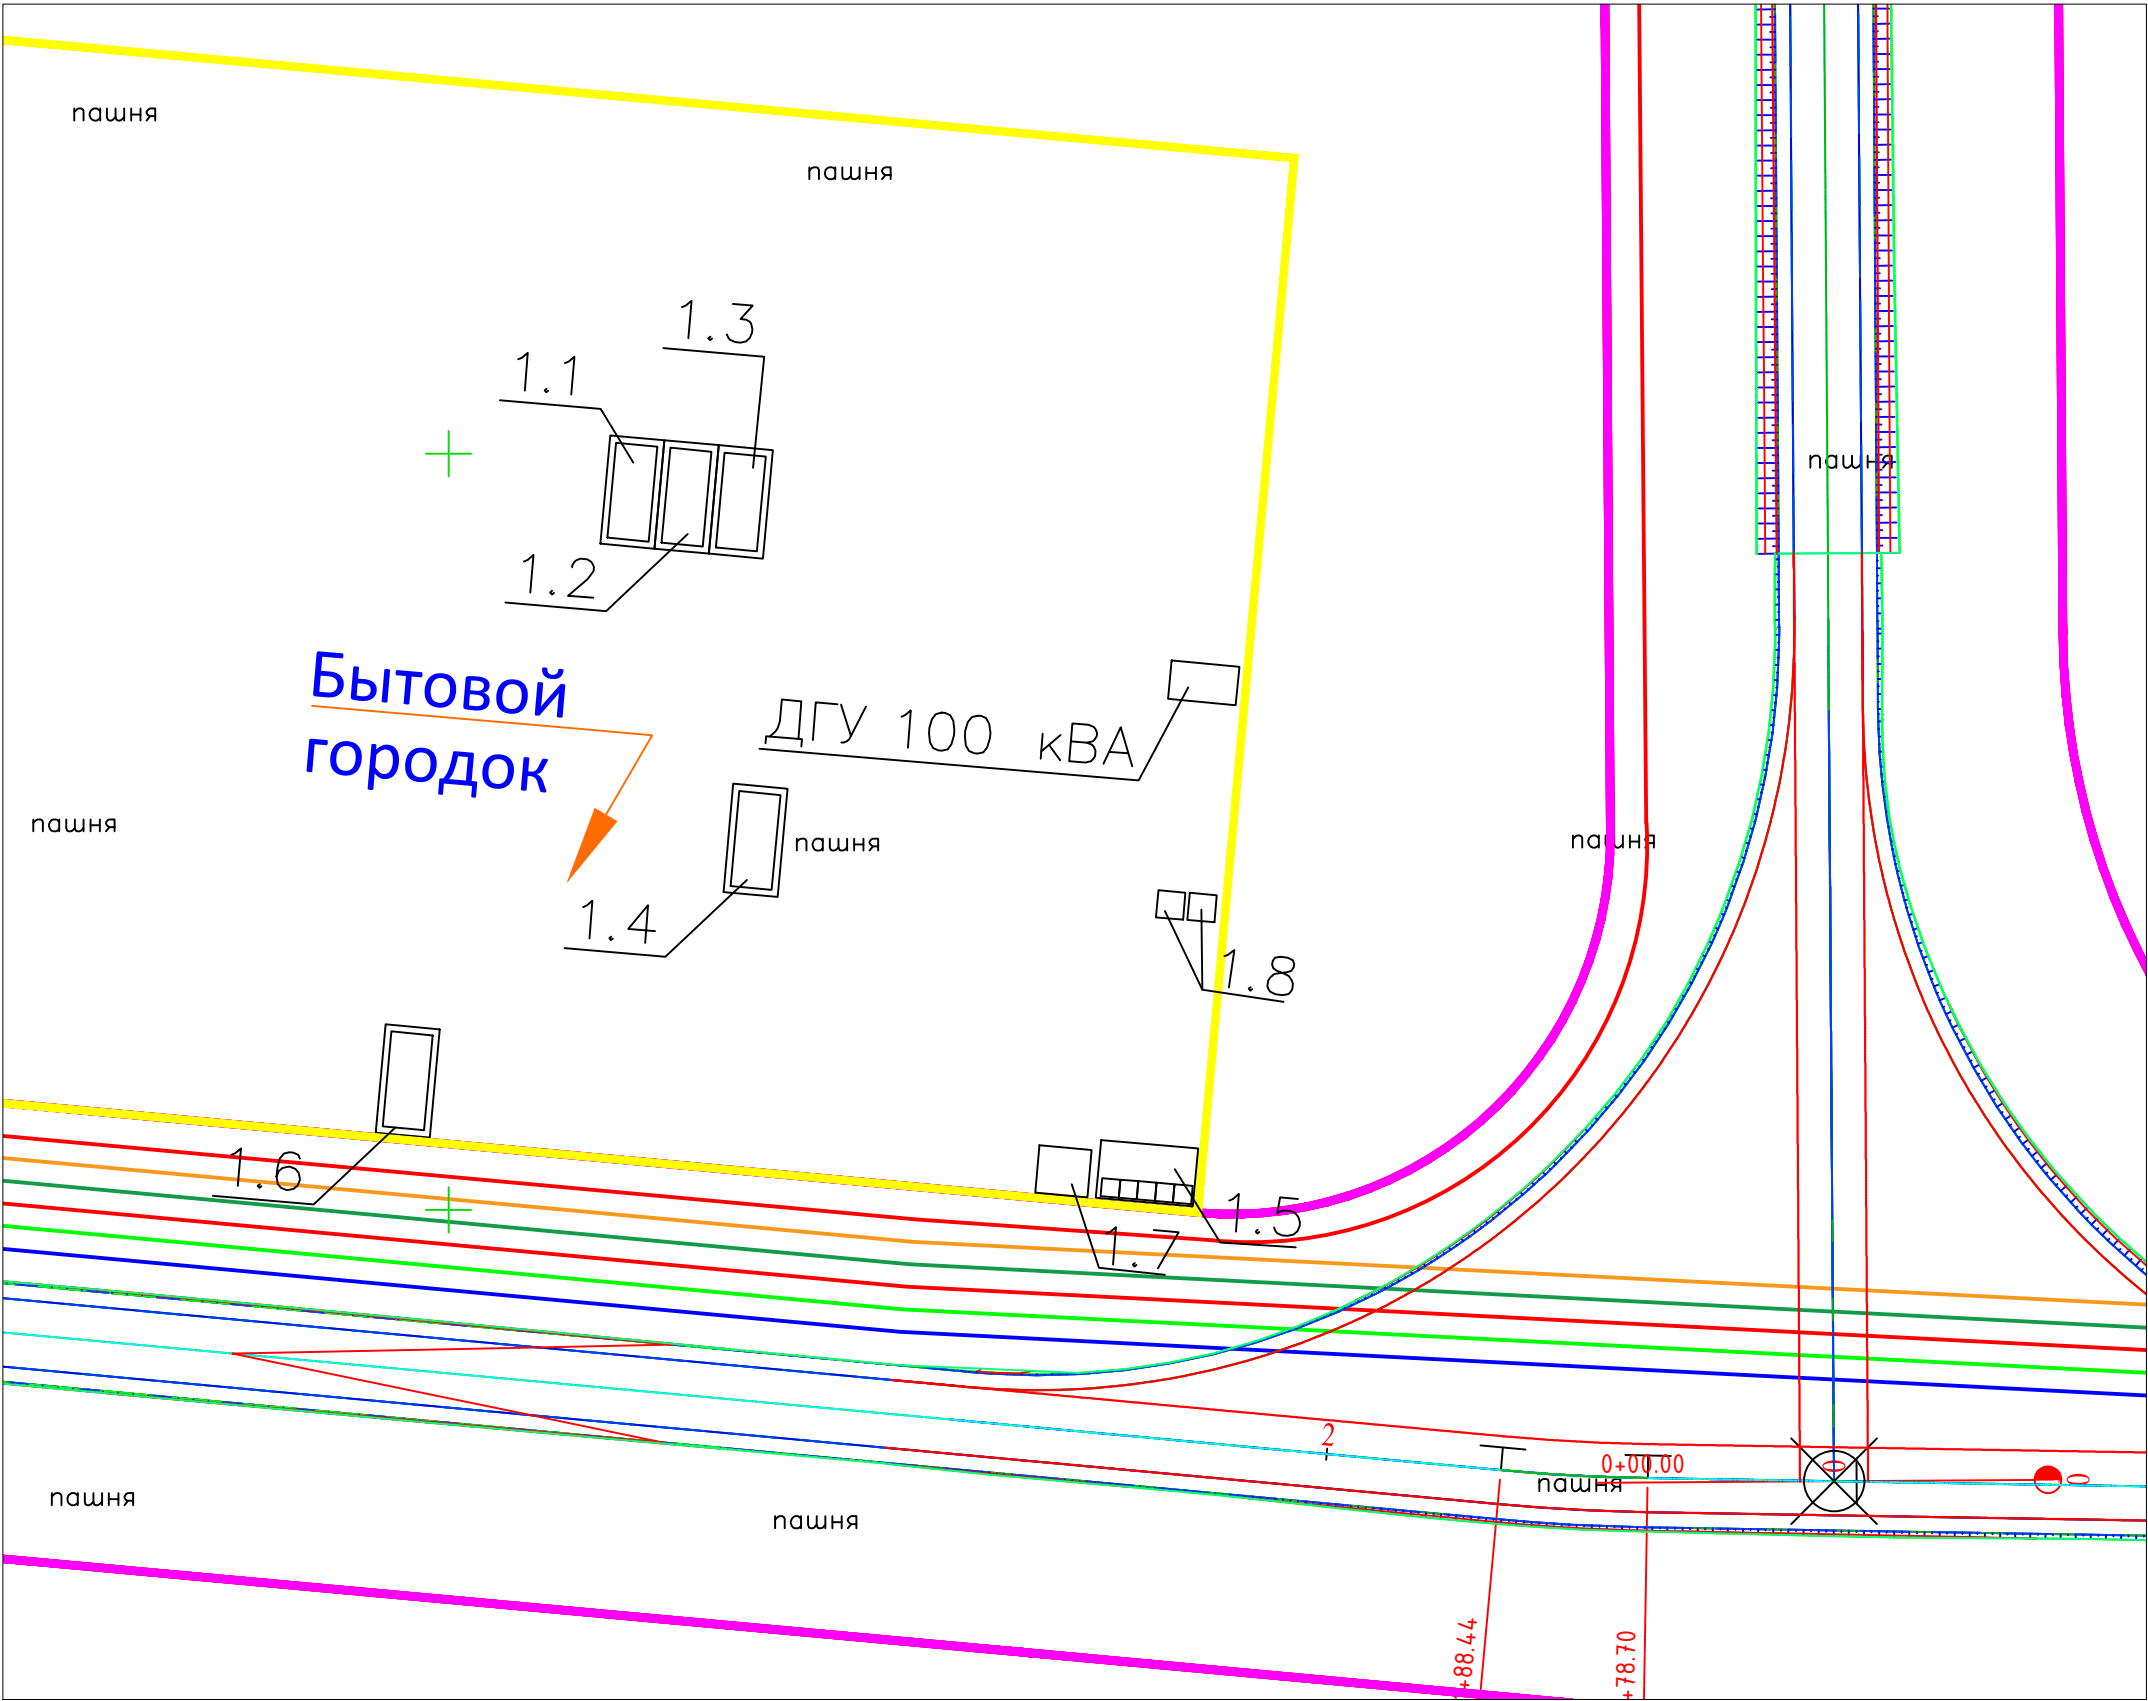 пашня
пашня
1.3
1.1
пашня
1.2
Бытовой
городок
ДГУ 100 кВА
пашня
пашня
пашня
1.4
1.8
1.6
1.5
1.7
2
0+00.00
0
0
пашня
пашня
пашня
+88.44
+78.70